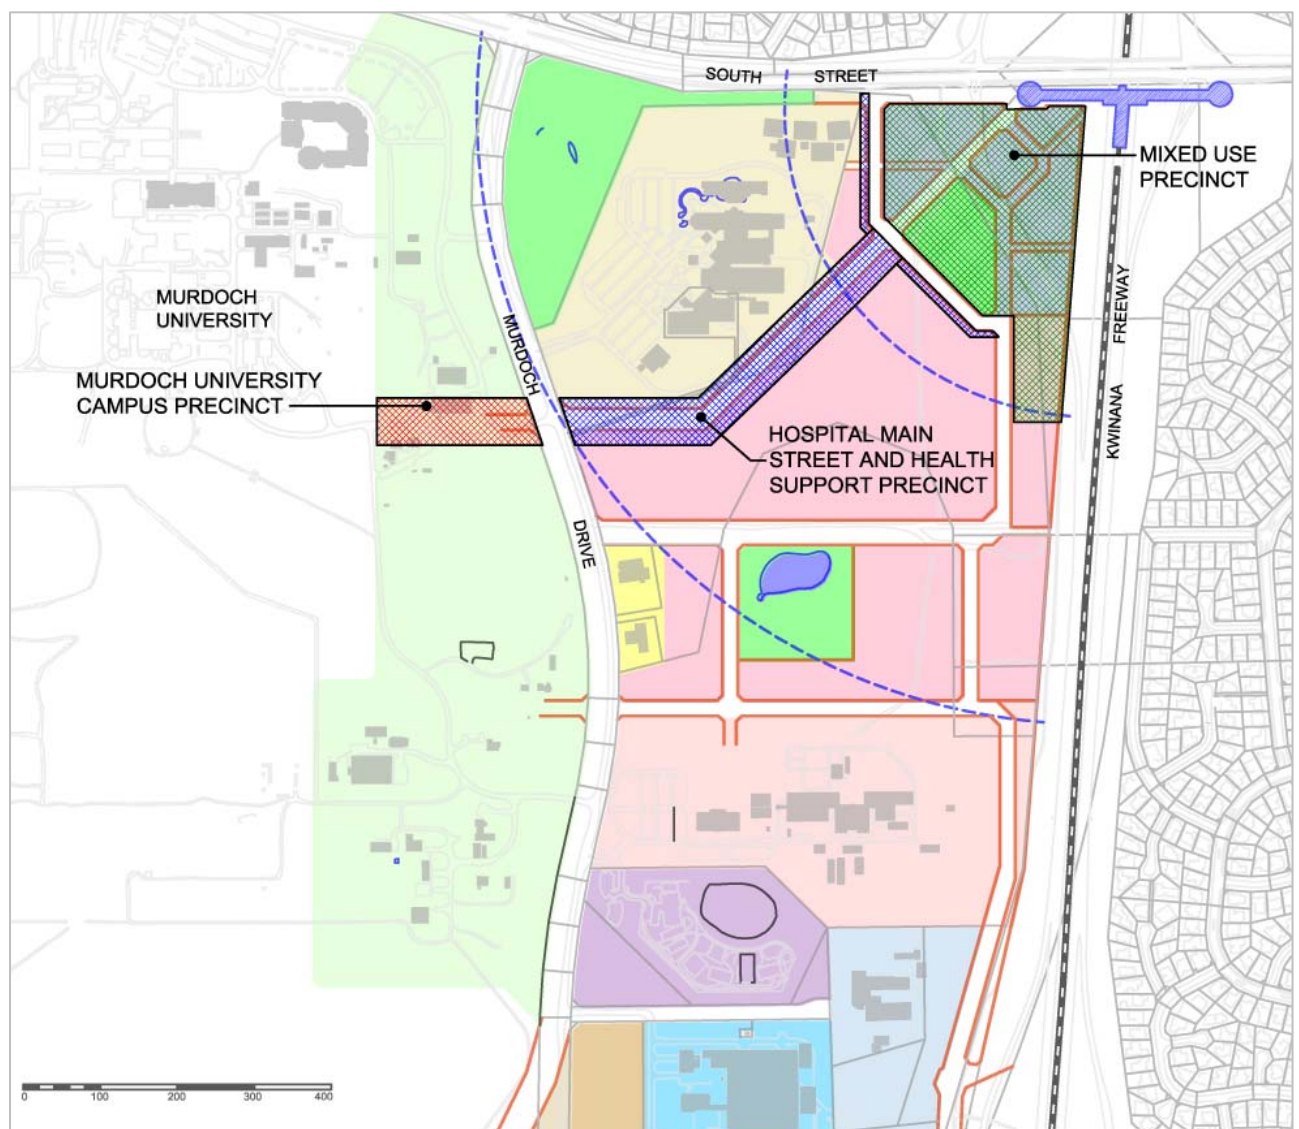 SOUTH STREET
MIXED USE
PRECINCT
MURDOCH
UNIVERSITY
MURDOCH
KWINANA FREEWAY
MURDOCH UNIVERSITY
CAMPUS PRECINCT
HOSPITAL MAIN
STREET AND HEALTH
SUPPORT PRECINCT
DRIVE
0 100 200 300 400